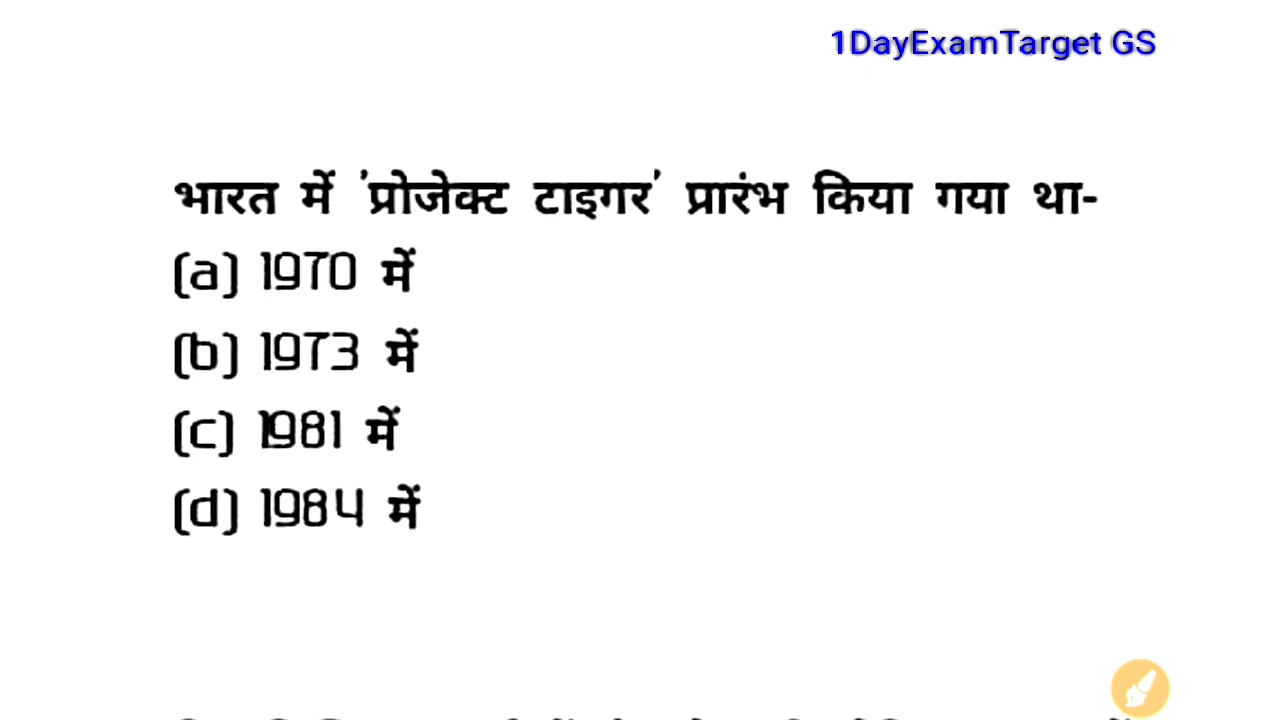 1DayExamTarget GS
भारत में 'प्रोजेक्ट टाइगर' प्रारंभ किया गया था-
(a) 1970 में
(b) 1973 में
(c) 1981 में
(d) 1984 में